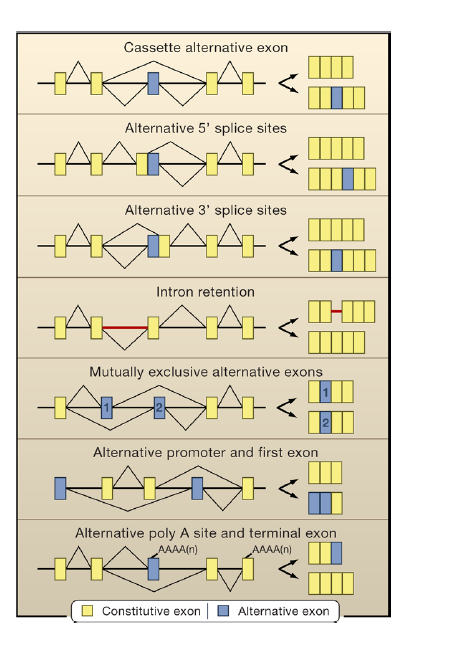 Cassette alternative exon
Alternative 5' splice sites
Alternative 3' splice sites
Intron retention
Mutually exclusive alternative exons
1
2
1
2
Alternative promoter and first exon
Alternative poly A site and terminal exon
AAAA(n)
AAAA(n)
Constitutive exon
Alternative exon